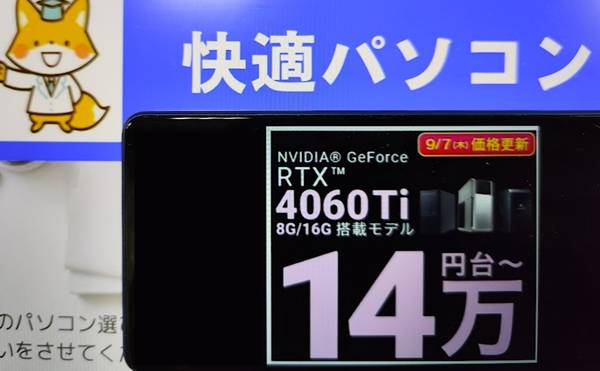 快適パソコン
9/7(木)価格更新
NVIDIA® GeForce
RTX™
4060Ti
8G/16G 搭載モデル
14万
円台～
のパソコン選
いをさせてく